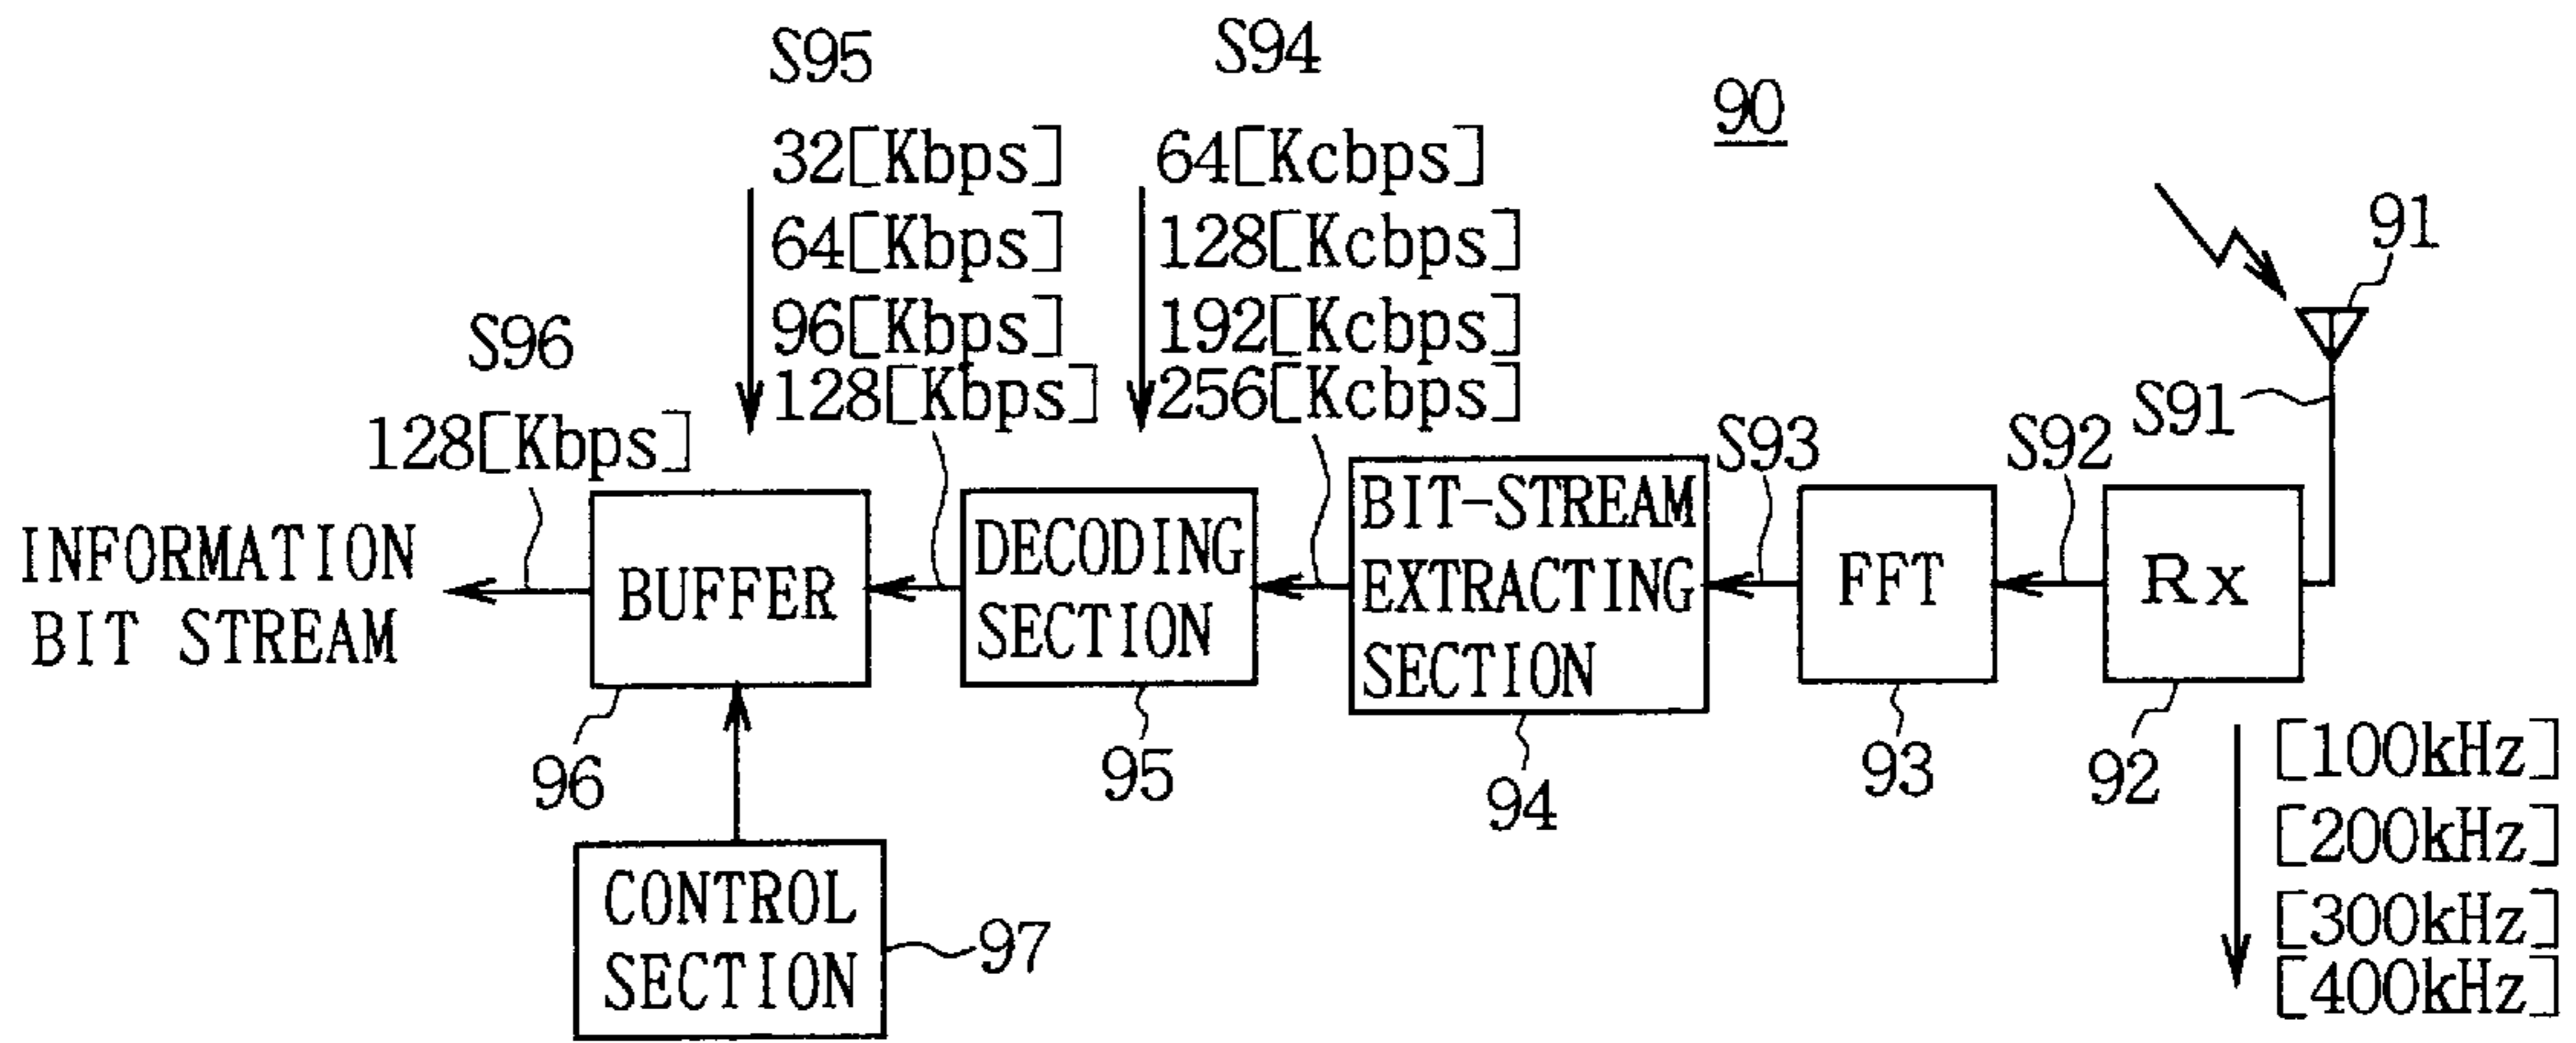 S95
S94
90
32[Kbps]
64[Kcbps]
64[Kbps]
128[Kcbps]
91
96[Kbps]
192[Kcbps]
S96
128[Kbps]
256[Kcbps]
S91
128[Kbps]
S93
S92
INFORMATION
BIT STREAM
BUFFER
DECODING
SECTION
BIT-STREAM
EXTRACTING
SECTION
FFT
Rx
96
95
94
93
92
[100kHz]
[200kHz]
[300kHz]
[400kHz]
CONTROL
SECTION
97